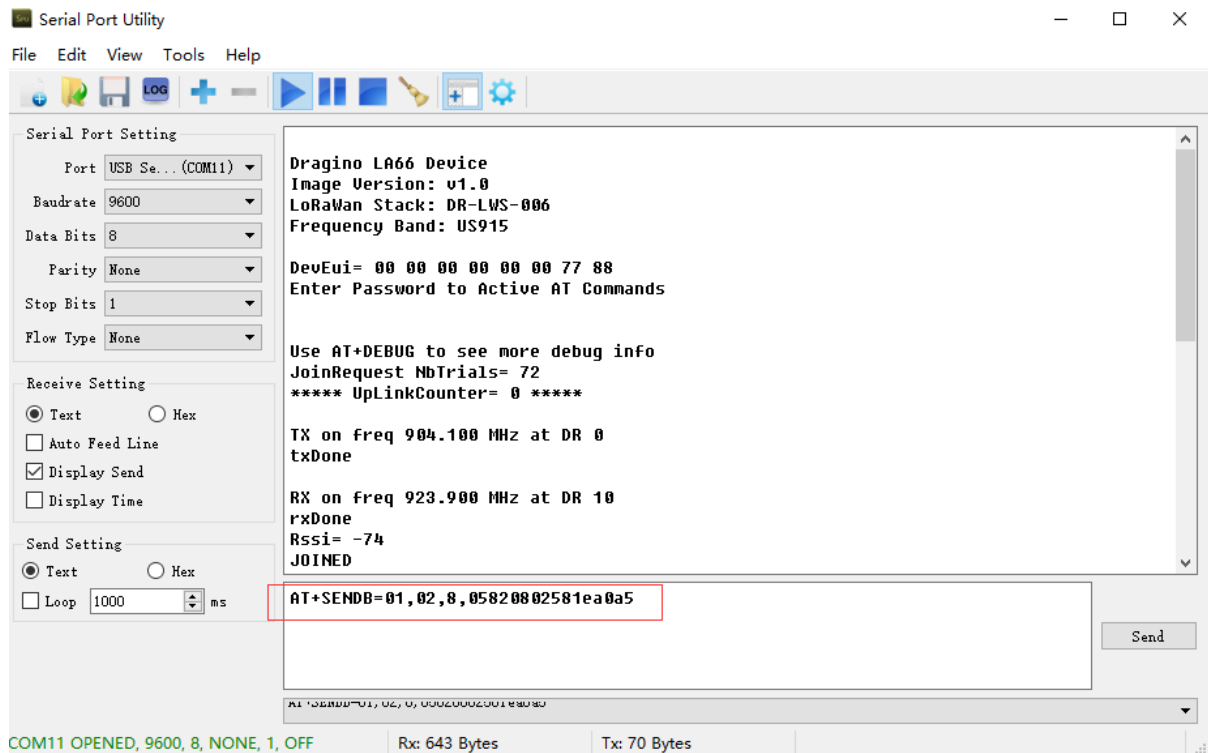 Serial Port Utility
File Edit View Tools Help
LOG
Serial Port Setting
Port USB Se...(COM11)
Baudrate 9600
Data Bits 8
Parity None
Stop Bits 1
Flow Type None
Receive Setting
Text Hex
Auto Feed Line
Display Send
Display Time
Send Setting
Text Hex
Loop 1000 ms
Dragino LA66 Device
Image Version: v1.0
LoRaWan Stack: DR-LWS-006
Frequency Band: US915
DevEui= 00 00 00 00 00 00 77 88
Enter Password to Active AT Commands
Use AT+DEBUG to see more debug info
JoinRequest NbTrials= 72
***** UpLinkCounter= 0 *****
TX on freq 904.100 MHz at DR 0
txDone
RX on freq 923.900 MHz at DR 10
rxDone
Rssi= -74
JOINED
AT+SENDB=01,02,8,05820802581ea0a5
Send
AT+SENDB=01,02,8,05820802581ea0a5
COM11 OPENED, 9600, 8, NONE, 1, OFF Rx: 643 Bytes Tx: 70 Bytes